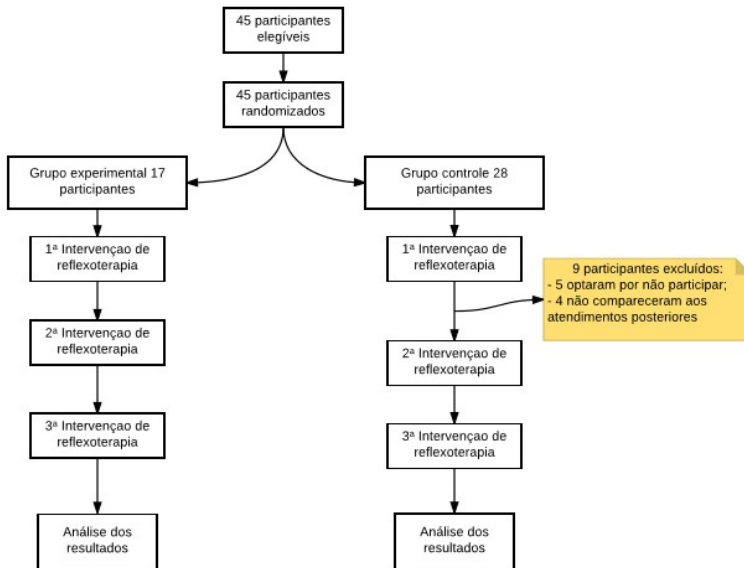 45 participantes
elegíveis
45 participantes
randomizados
Grupo experimental 17
participantes
Grupo controle 28
participantes
1ª Intervençao de
reflexoterapia
1ª Intervençao de
reflexoterapia
9 participantes excluídos:
- 5 optaram por não participar;
- 4 não compareceram aos
atendimentos posteriores
2ª Intervençao de
reflexoterapia
2ª Intervençao de
reflexoterapia
3ª Intervençao de
reflexoterapia
3ª Intervençao de
reflexoterapia
Análise dos
resultados
Análise dos
resultados